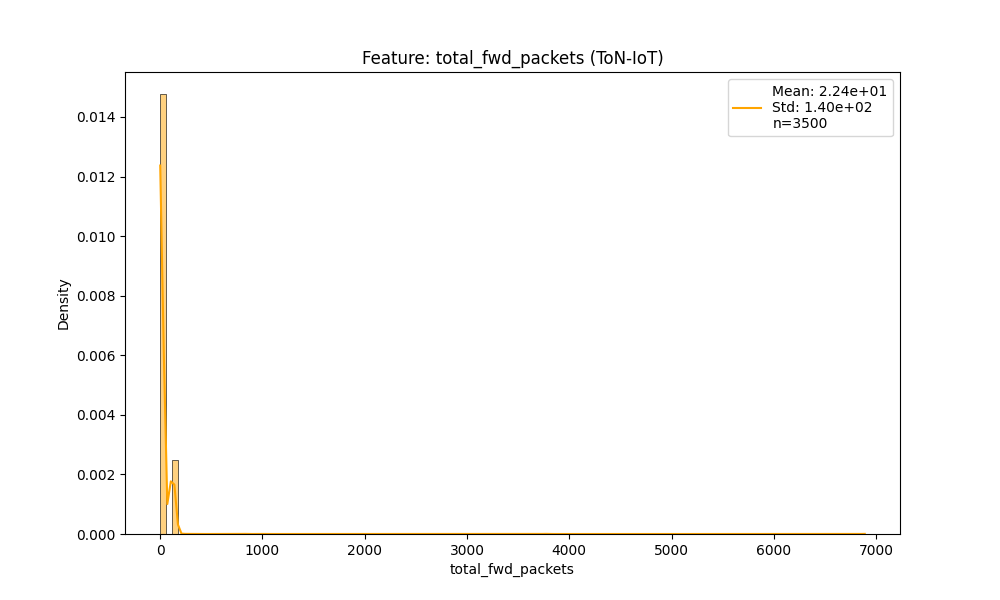 Feature: total_fwd_packets (ToN-IoT)
Mean: 2.24e+01
Std: 1.40e+02
n=3500
Density
0.014
0.012
0.010
0.008
0.006
0.004
0.002
0.000
0 1000 2000 3000 4000 5000 6000 7000
total_fwd_packets